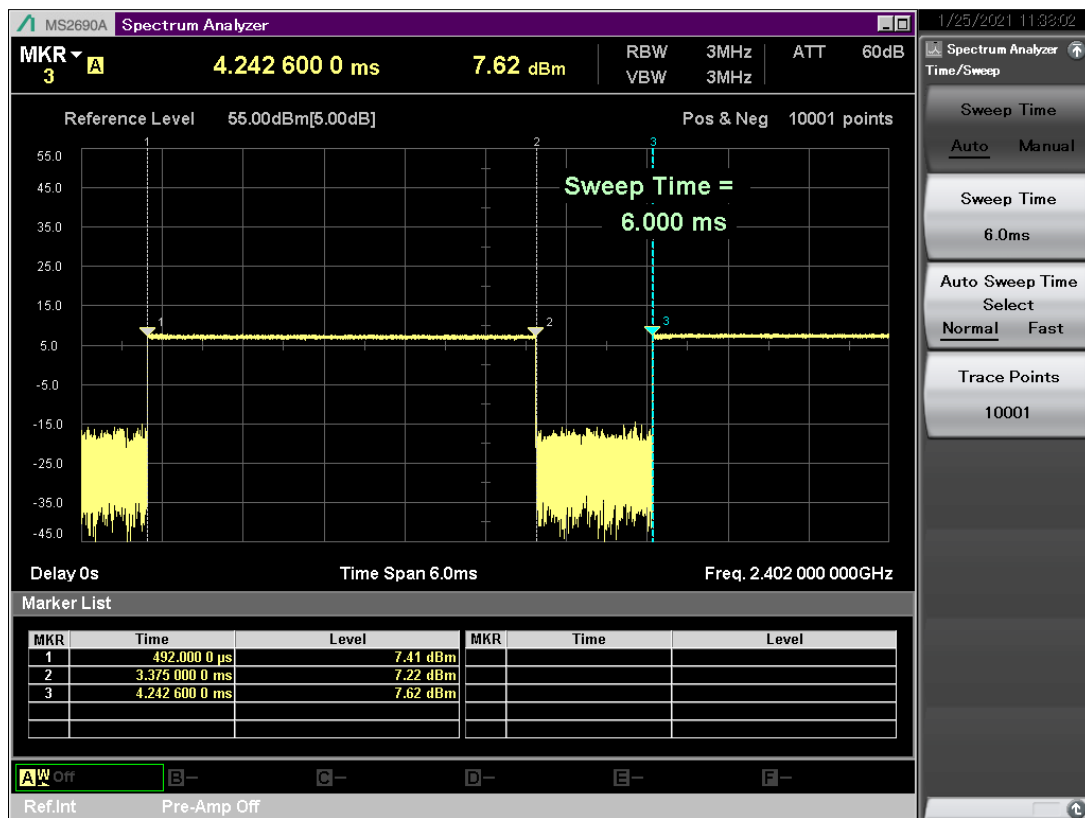 MS2690A Spectrum Analyzer
1/25/2021 11:38:02
MKR 3 A 4.242 600 0 ms 7.62 dBm
RBW 3MHz ATT 60dB
VBW 3MHz
Reference Level 55.00dBm[5.00dB] Pos & Neg 10001 points
1 2 3
55.0
45.0
35.0
25.0
15.0
5.0
-5.0
-15.0
-25.0
-35.0
-45.0
Sweep Time =
6.000 ms
1 2 3
Delay 0s Time Span 6.0ms Freq. 2.402 000 000GHz
Marker List
MKR Time Level MKR Time Level
1 492.000 0 µs 7.41 dBm
2 3.375 000 0 ms 7.22 dBm
3 4.242 600 0 ms 7.62 dBm
A W Off B- C- D- E- F-
Ref.Int Pre-Amp Off
Spectrum Analyzer
Time/Sweep
Sweep Time
Auto Manual
Sweep Time
6.0ms
Auto Sweep Time
Select
Normal Fast
Trace Points
10001